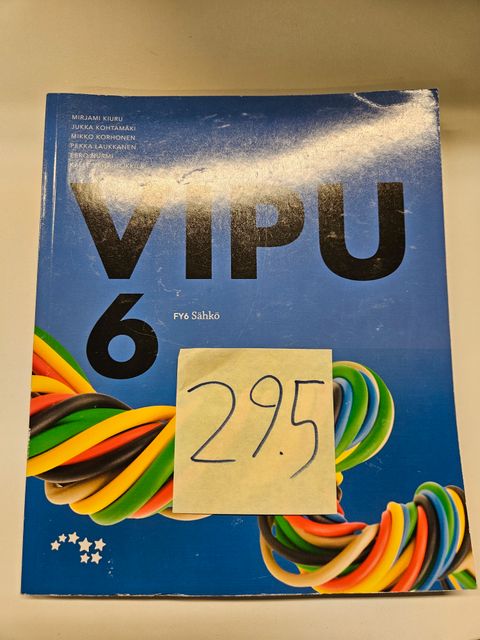 MIRJAMI KIURU
JUKKA KOHTAMÄKI
MIKKO KORHONEN
PEKKA LAUKKANEN
EERO NURMI
VIPU
6
FY6 Sähkö
29.5